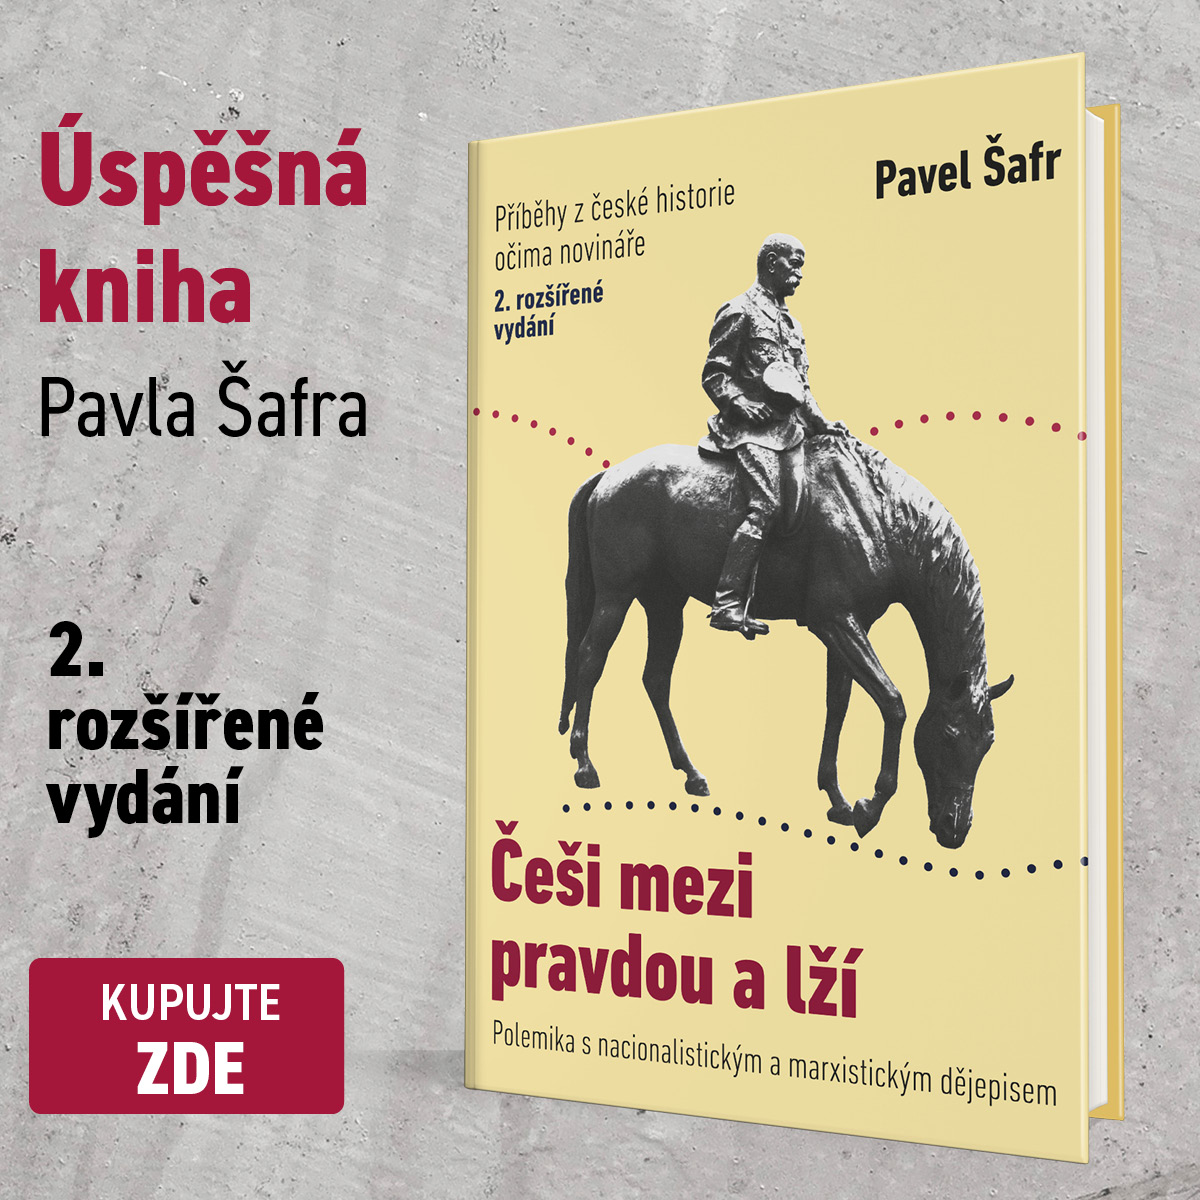 Úspěšná
kniha
Pavla Šafra
2.
rozšířené
vydání
KUPUJTE
ZDE
Pavel Šafr
Příběhy z české historie
očima novináře
2. rozšířené
vydání
Češi mezi
pravdou a lží
Polemika s nacionalistickým a marxistickým dějepisem